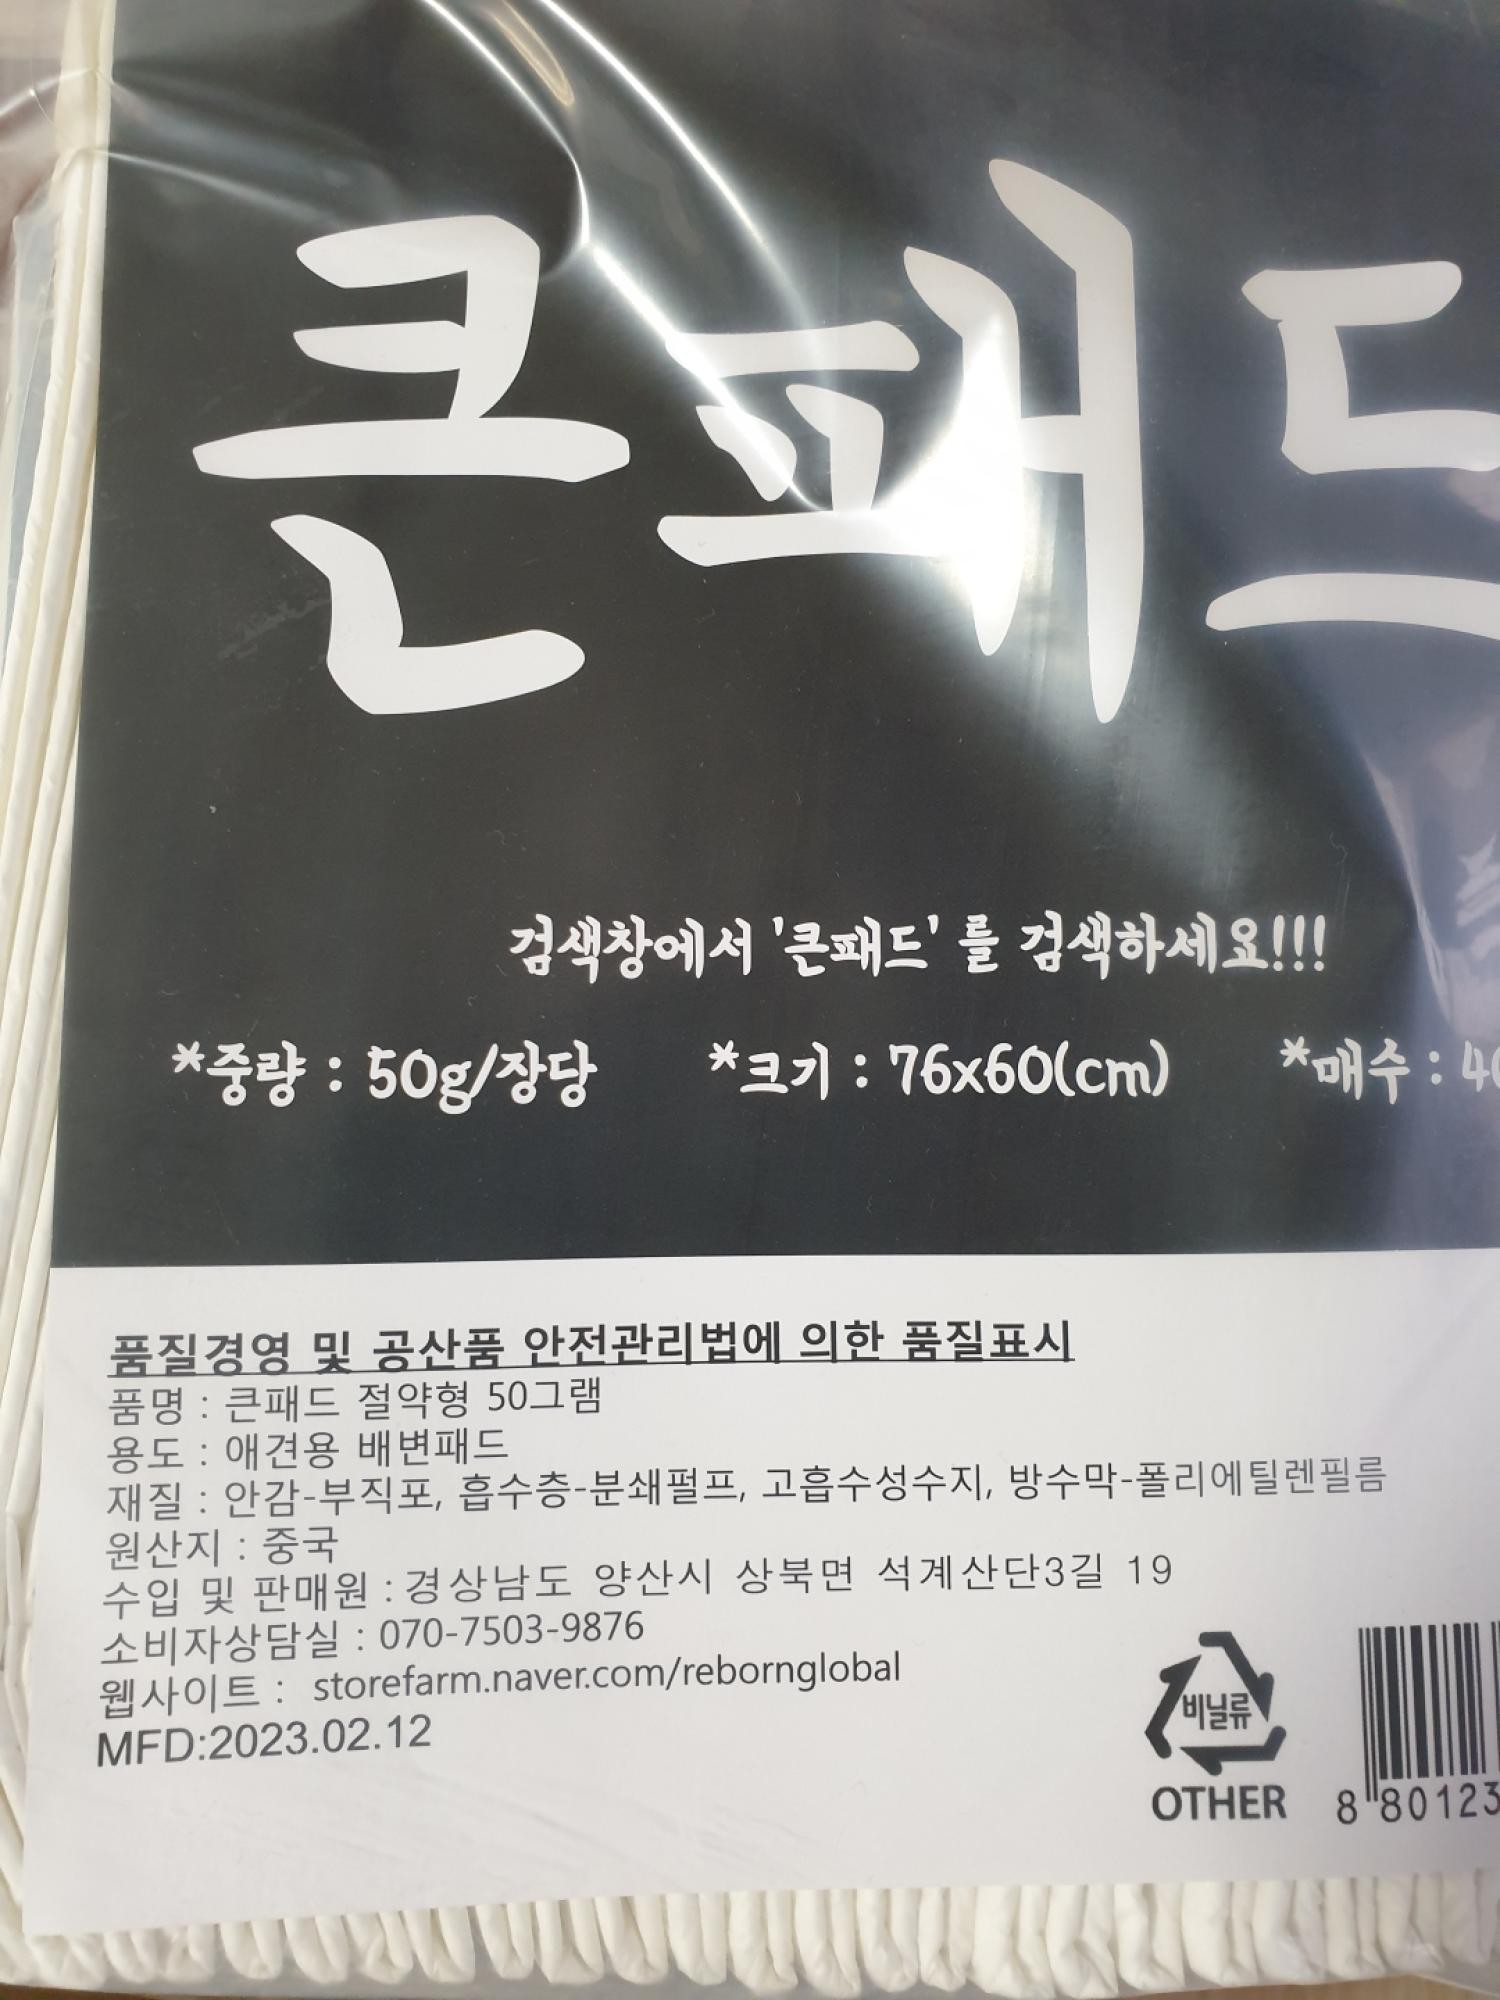 큰패드
검색창에서 '큰패드' 를 검색하세요!!!
*중량 : 50g/장당 *크기 : 76x60(cm) *매수 : 40
품질경영 및 공산품 안전관리법에 의한 품질표시
품명 : 큰패드 절약형 50그램
용도 : 애견용 배변패드
재질 : 안감-부직포, 흡수층-분쇄펄프, 고흡수성수지, 방수막-폴리에틸렌필름
원산지 : 중국
수입 및 판매원 : 경상남도 양산시 상북면 석계산단3길 19
소비자상담실 : 070-7503-9876
웹사이트 : storefarm.naver.com/rebornglobal
MFD:2023.02.12
비닐류
OTHER
8 80123